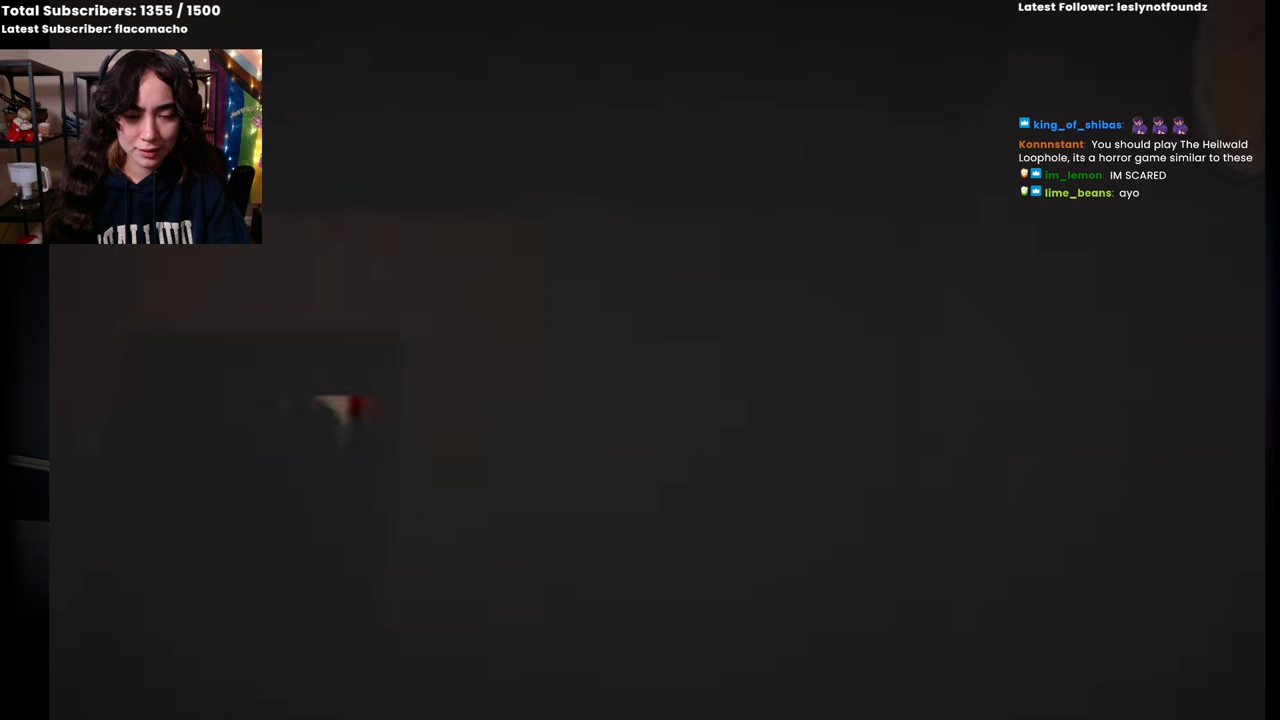 Total Subscribers: 1355 / 1500
Latest Subscriber: flacomacho
Latest Follower: leslynotfoundz
king_of_shibas:
Konnnstant: You should play The Heilwald
Loophole, its a horror game similar to these
im_lemon: IM SCARED
lime_beans: ayo